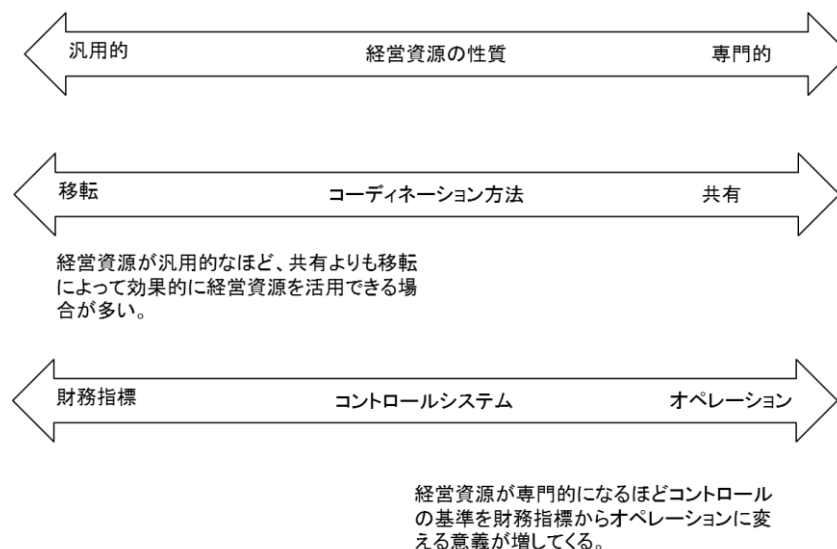 汎用的 経営資源の性質 専門的
移転 コーディネーション方法 共有
経営資源が汎用的なほど、共有よりも移転
によって効果的に経営資源を活用できる場
合が多い。
財務指標 コントロールシステム オペレーション
経営資源が専門的になるほどコントロール
の基準を財務指標からオペレーションに変
える意義が増してくる。